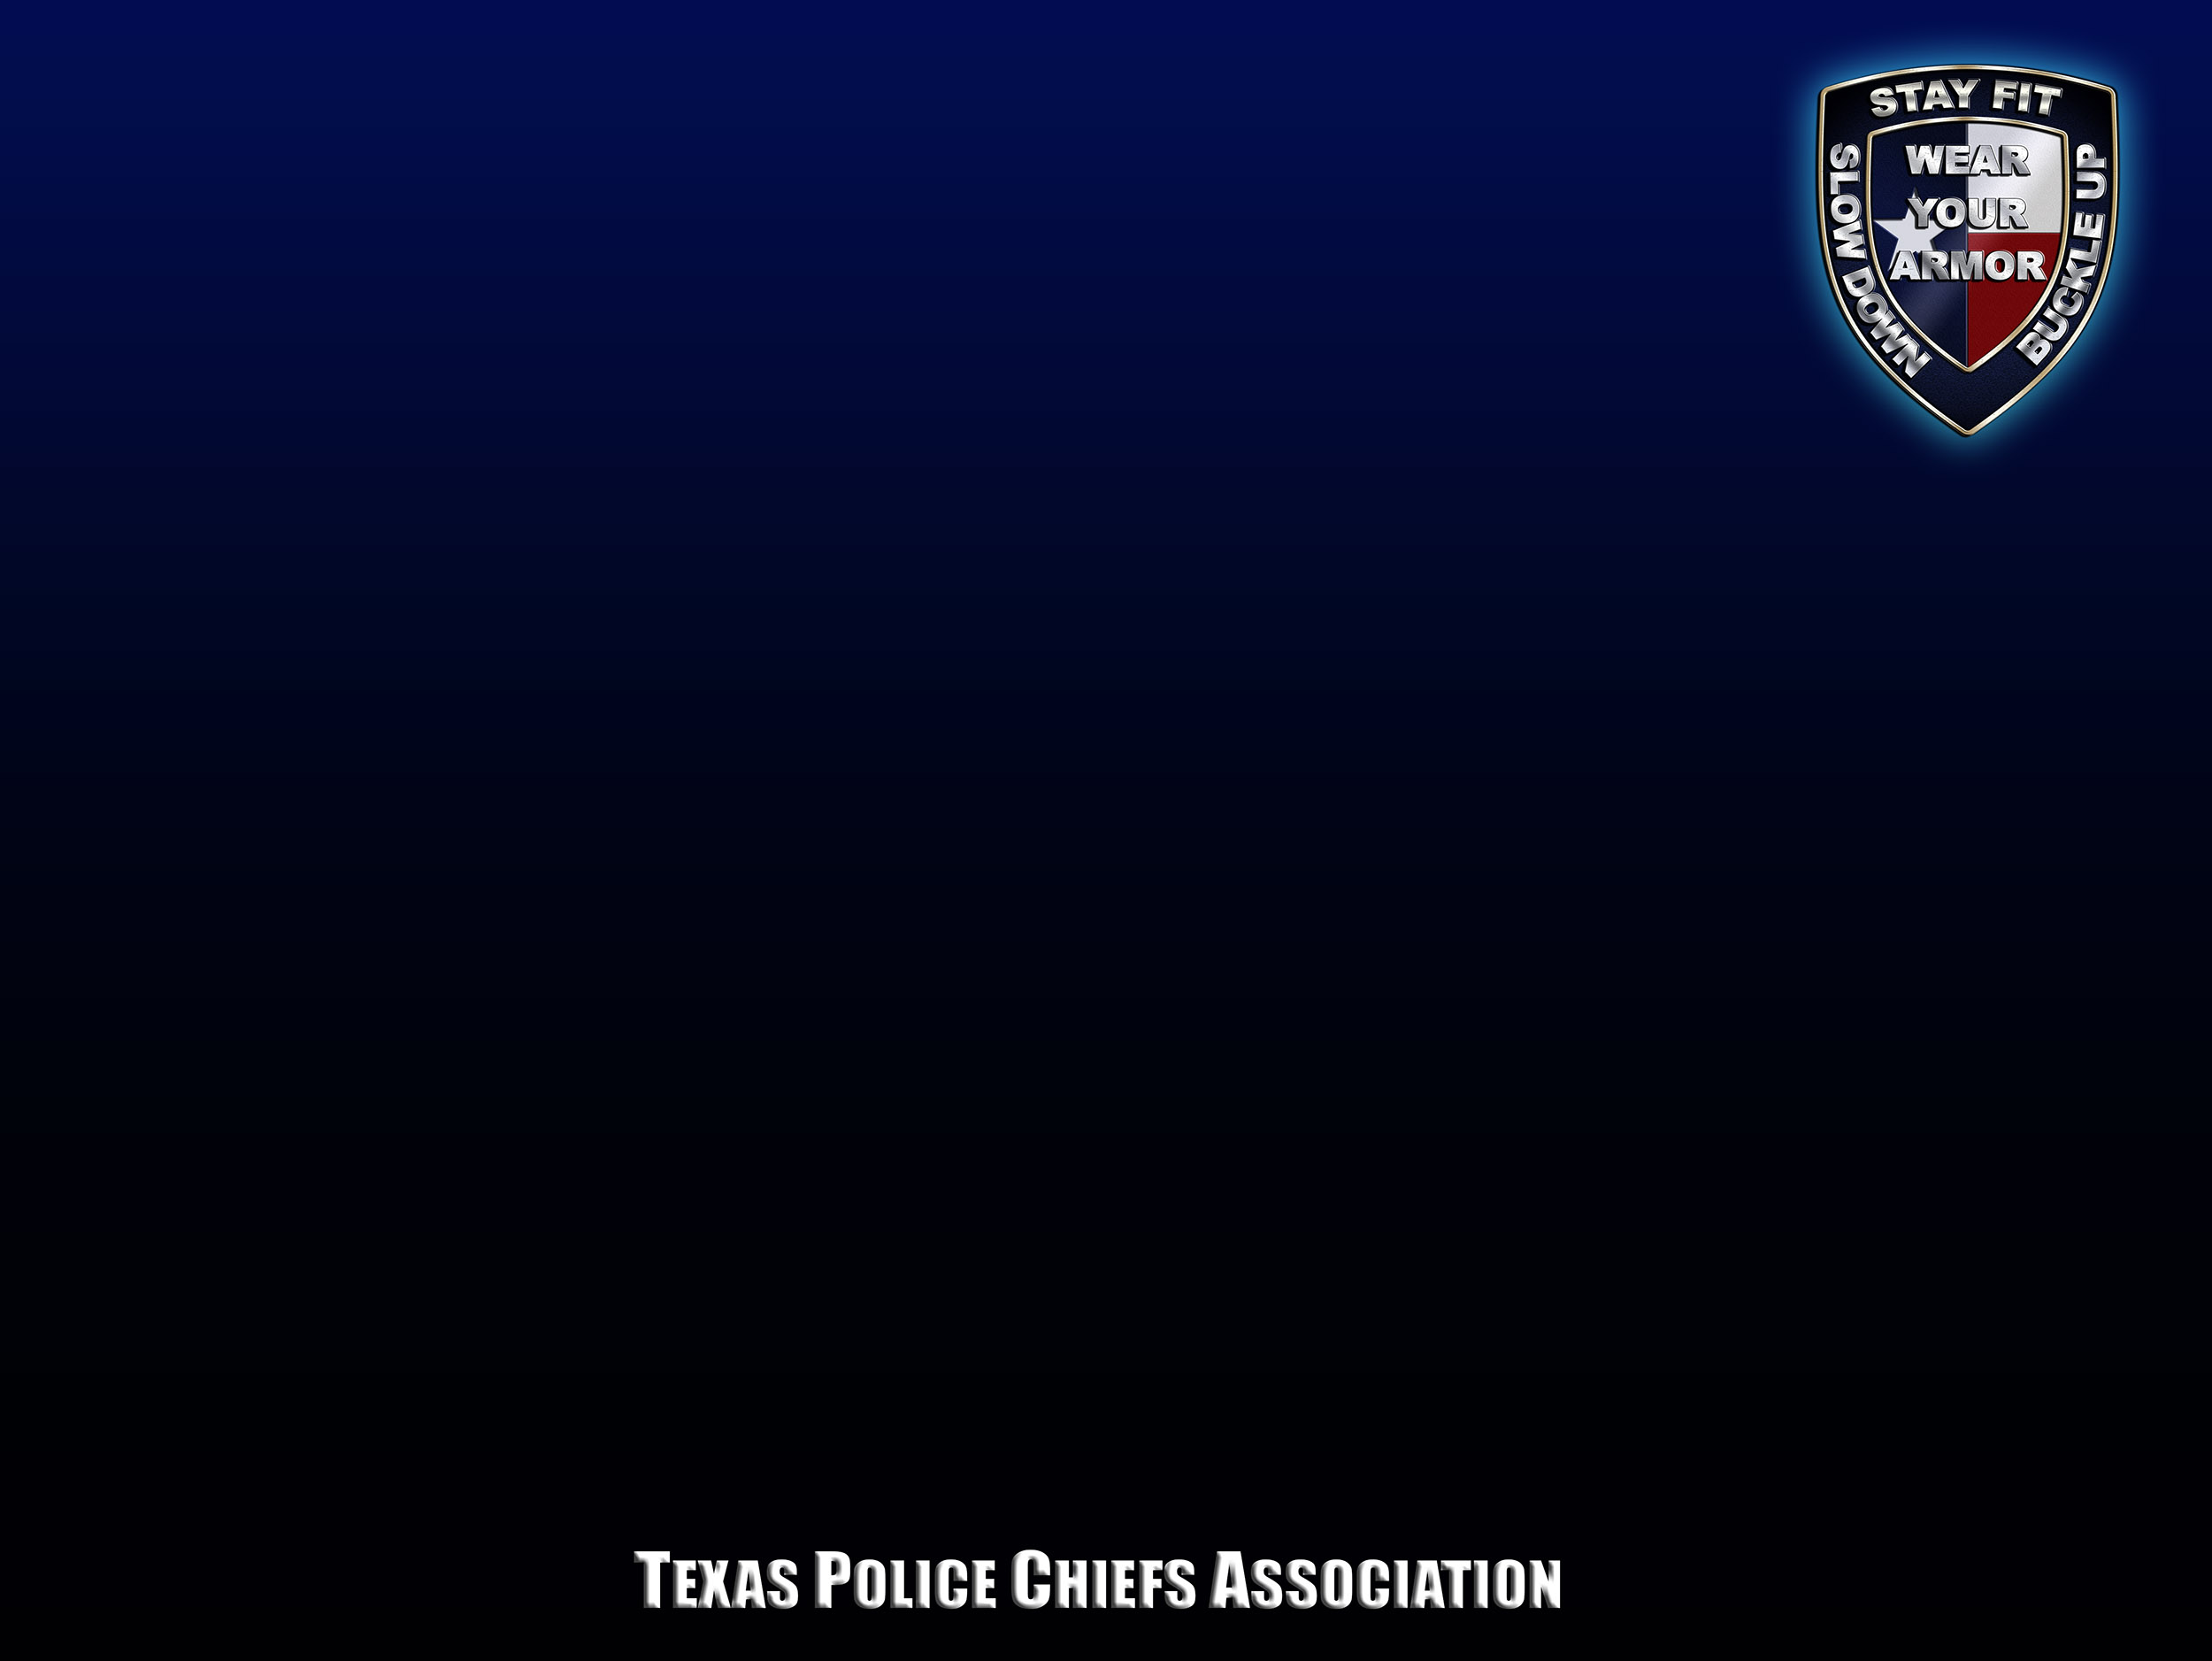 STAY FIT
SLOW DOWN
WEAR
YOUR
ARMOR
BUCKLE UP
TEXAS POLICE CHIEFS ASSOCIATION